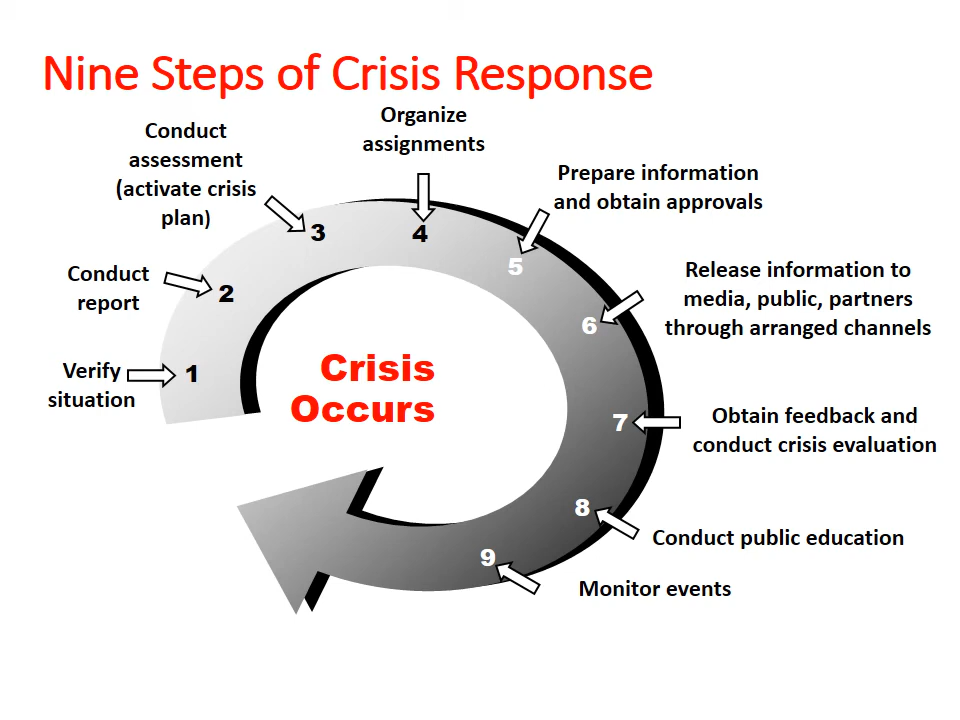 Nine Steps of Crisis Response
Verify
situation
1
Conduct
report
2
Conduct
assessment
(activate crisis
plan)
3
Organize
assignments
4
Prepare information
and obtain approvals
5
Release information to
media, public, partners
through arranged channels
6
Obtain feedback and
conduct crisis evaluation
7
Conduct public education
8
Monitor events
9
Crisis
Occurs